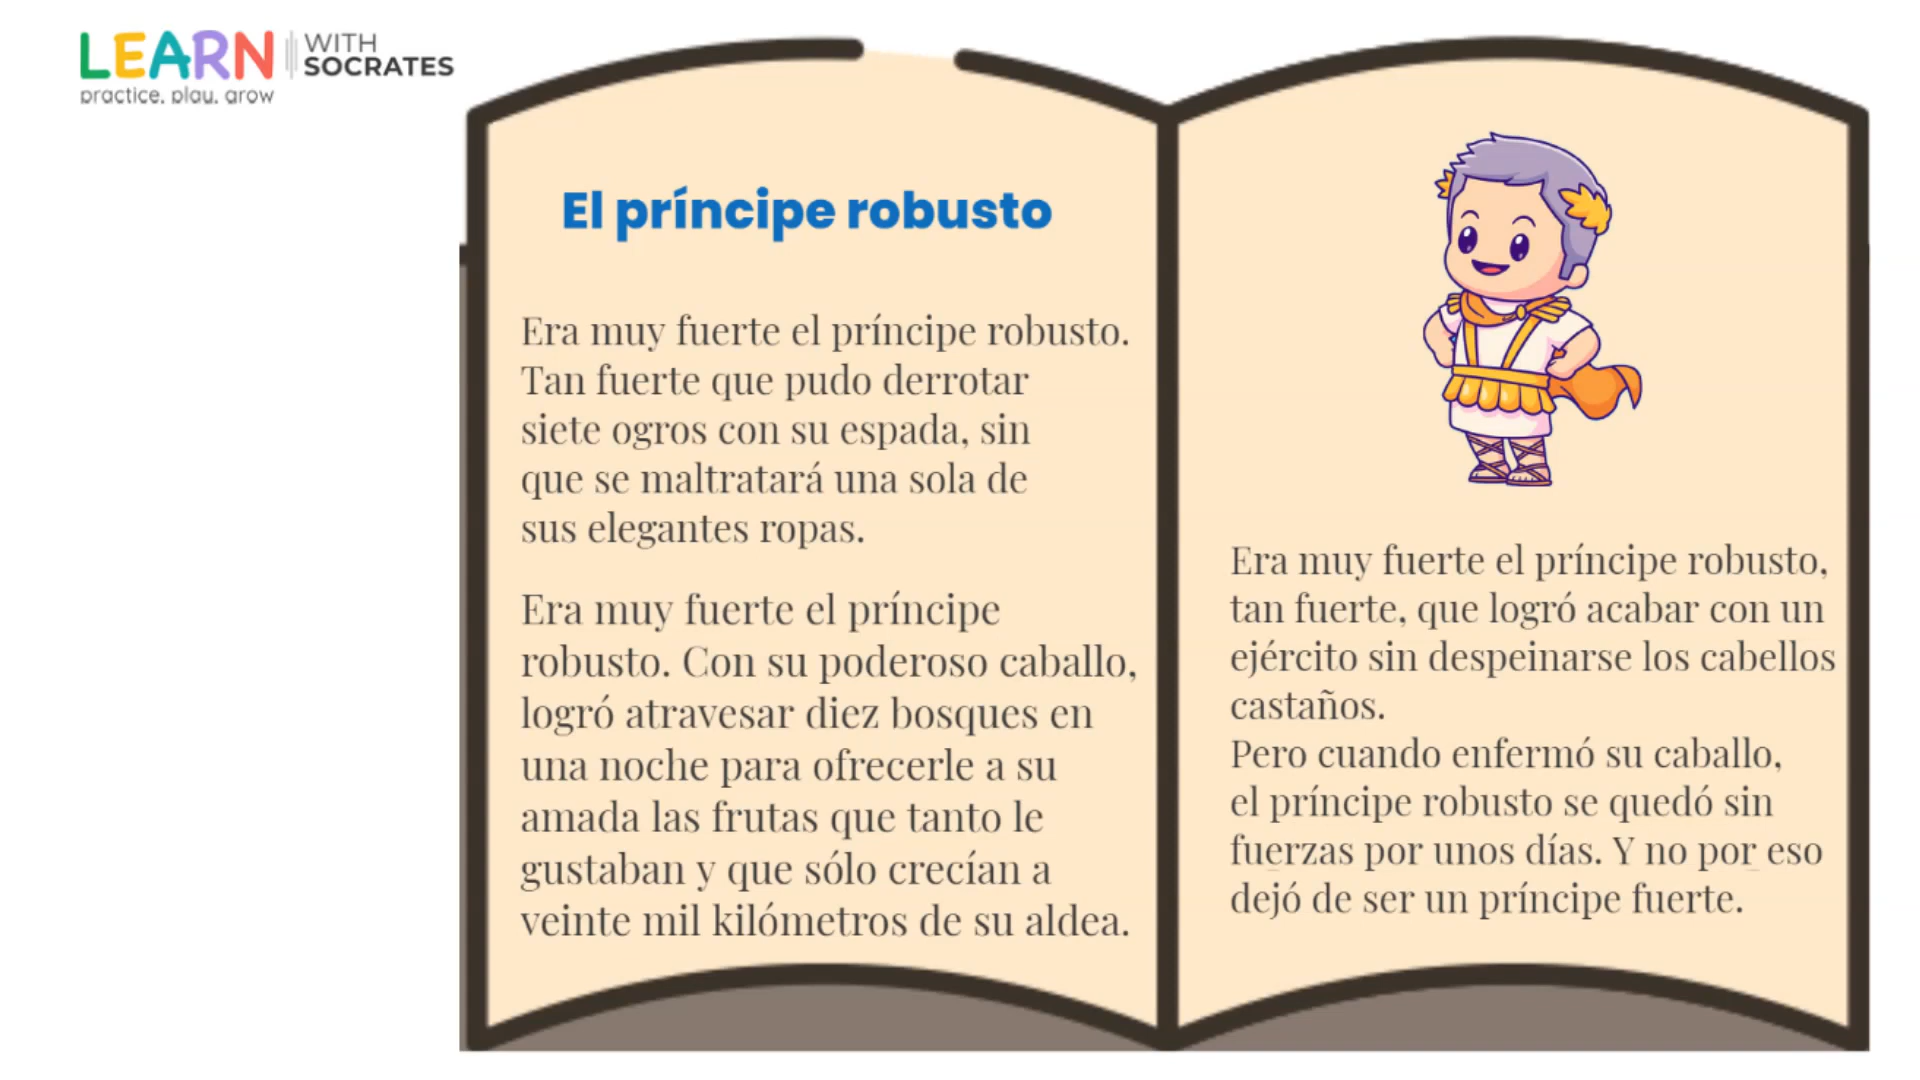 LEARN WITH
SOCRATES
practice. play. grow
El príncipe robusto
Era muy fuerte el príncipe robusto.
Tan fuerte que pudo derrotar
siete ogros con su espada, sin
que se maltratará una sola de
sus elegantes ropas.
Era muy fuerte el príncipe
robusto. Con su poderoso caballo,
logró atravesar diez bosques en
una noche para ofrecerle a su
amada las frutas que tanto le
gustaban y que sólo crecían a
veinte mil kilómetros de su aldea.
Era muy fuerte el príncipe robusto,
tan fuerte, que logró acabar con un
ejército sin despeinarse los cabellos
castaños.
Pero cuando enfermó su caballo,
el príncipe robusto se quedó sin
fuerzas por unos días. Y no por eso
dejó de ser un príncipe fuerte.